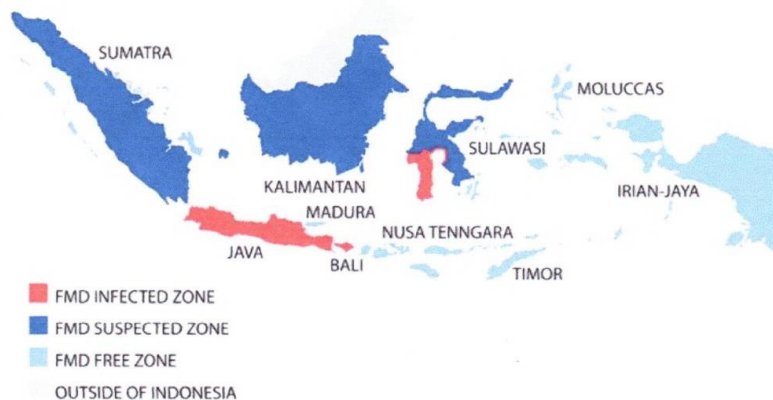 SUMATRA
MOLUCCAS
SULAWASI
KALIMANTAN
IRIAN-JAYA
MADURA
NUSA TENNGARA
JAVA
BALI
TIMOR
FMD INFECTED ZONE
FMD SUSPECTED ZONE
FMD FREE ZONE
OUTSIDE OF INDONESIA